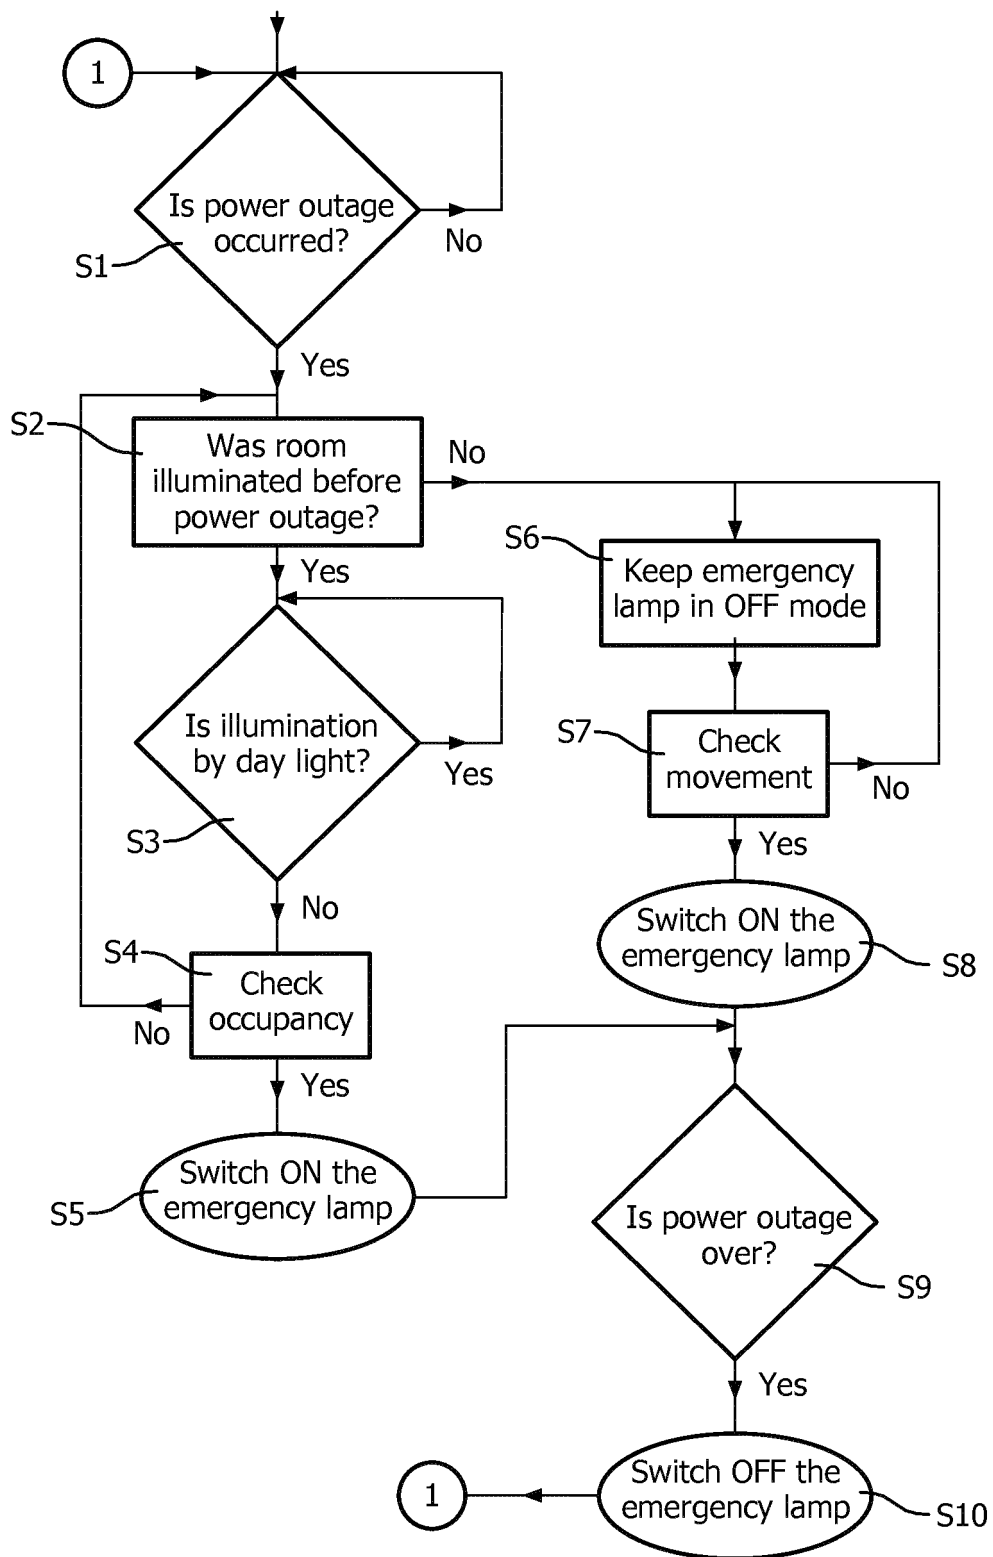 1
Is power outage
occurred?
No
S1
Yes
S2
Was room
illuminated before
power outage?
No
Yes
S6
Keep emergency
lamp in OFF mode
Is illumination
by day light?
Yes
S3
S7
Check
movement
No
Yes
No
S4
Check
occupancy
No
Yes
Switch ON the
emergency lamp
S8
Switch ON the
emergency lamp
S5
Is power outage
over?
S9
Yes
Switch OFF the
emergency lamp
S10
1